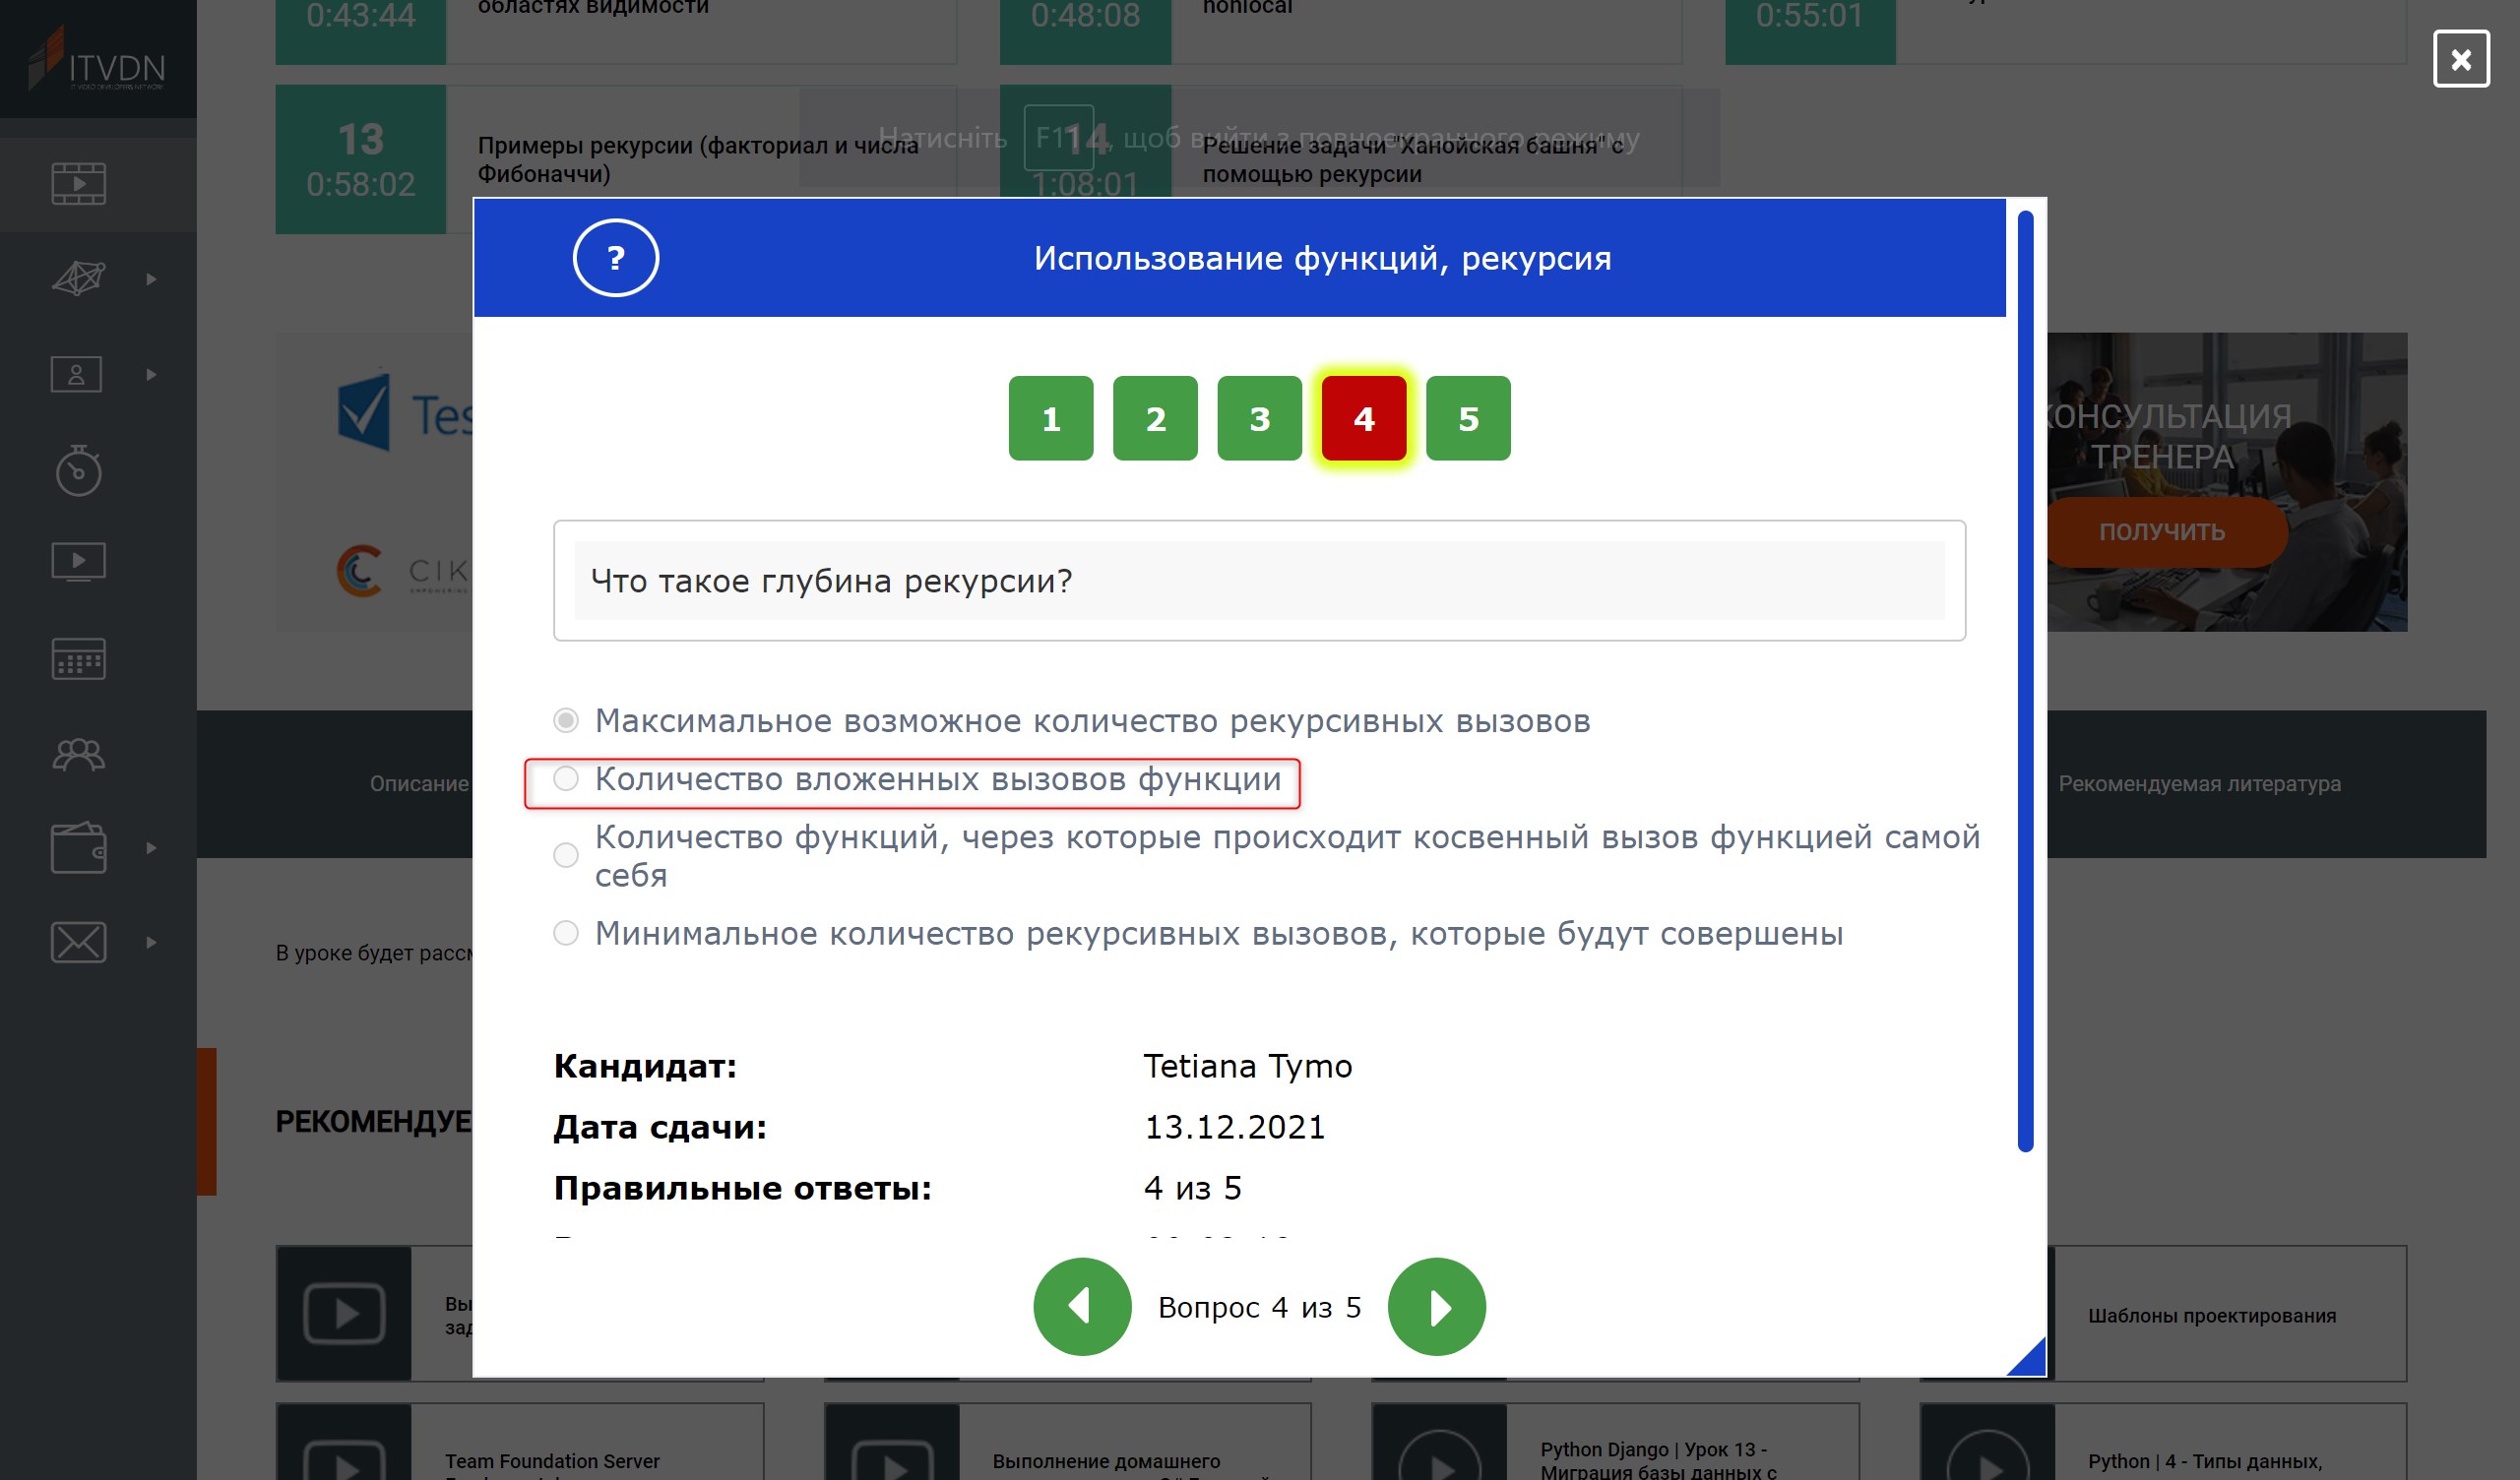 0:43:44
областях видимости
0:48:08
nonlocal
0:55:01
ITVDN
IT VIDEO DEVELOPERS NETWORK
13
0:58:02
Примеры рекурсии (факториал и числа
Фибоначчи)
14
1:08:01
Решение задачи "Ханойская башня" с
помощью рекурсии
Натисніть F11, щоб вийти з повноекранного режиму
?
Использование функций, рекурсия
1 2 3 4 5
Tes
КОНСУЛЬТАЦИЯ
ТРЕНЕРА
ПОЛУЧИТЬ
CIK
Что такое глубина рекурсии?
Максимальное возможное количество рекурсивных вызовов
Количество вложенных вызовов функции
Количество функций, через которые происходит косвенный вызов функцией самой
себя
Минимальное количество рекурсивных вызовов, которые будут совершены
Описание
Рекомендуемая литература
В уроке будет расс
Кандидат: Tetiana Tymo
Дата сдачи: 13.12.2021
Правильные ответы: 4 из 5
РЕКОМЕНДУЕ
Вопрос 4 из 5
Вы
зад
Шаблоны проектирования
Team Foundation Server
Выполнение домашнего
Python Django | Урок 13 -
Миграция базы данных с
Python | 4 - Типы данных,